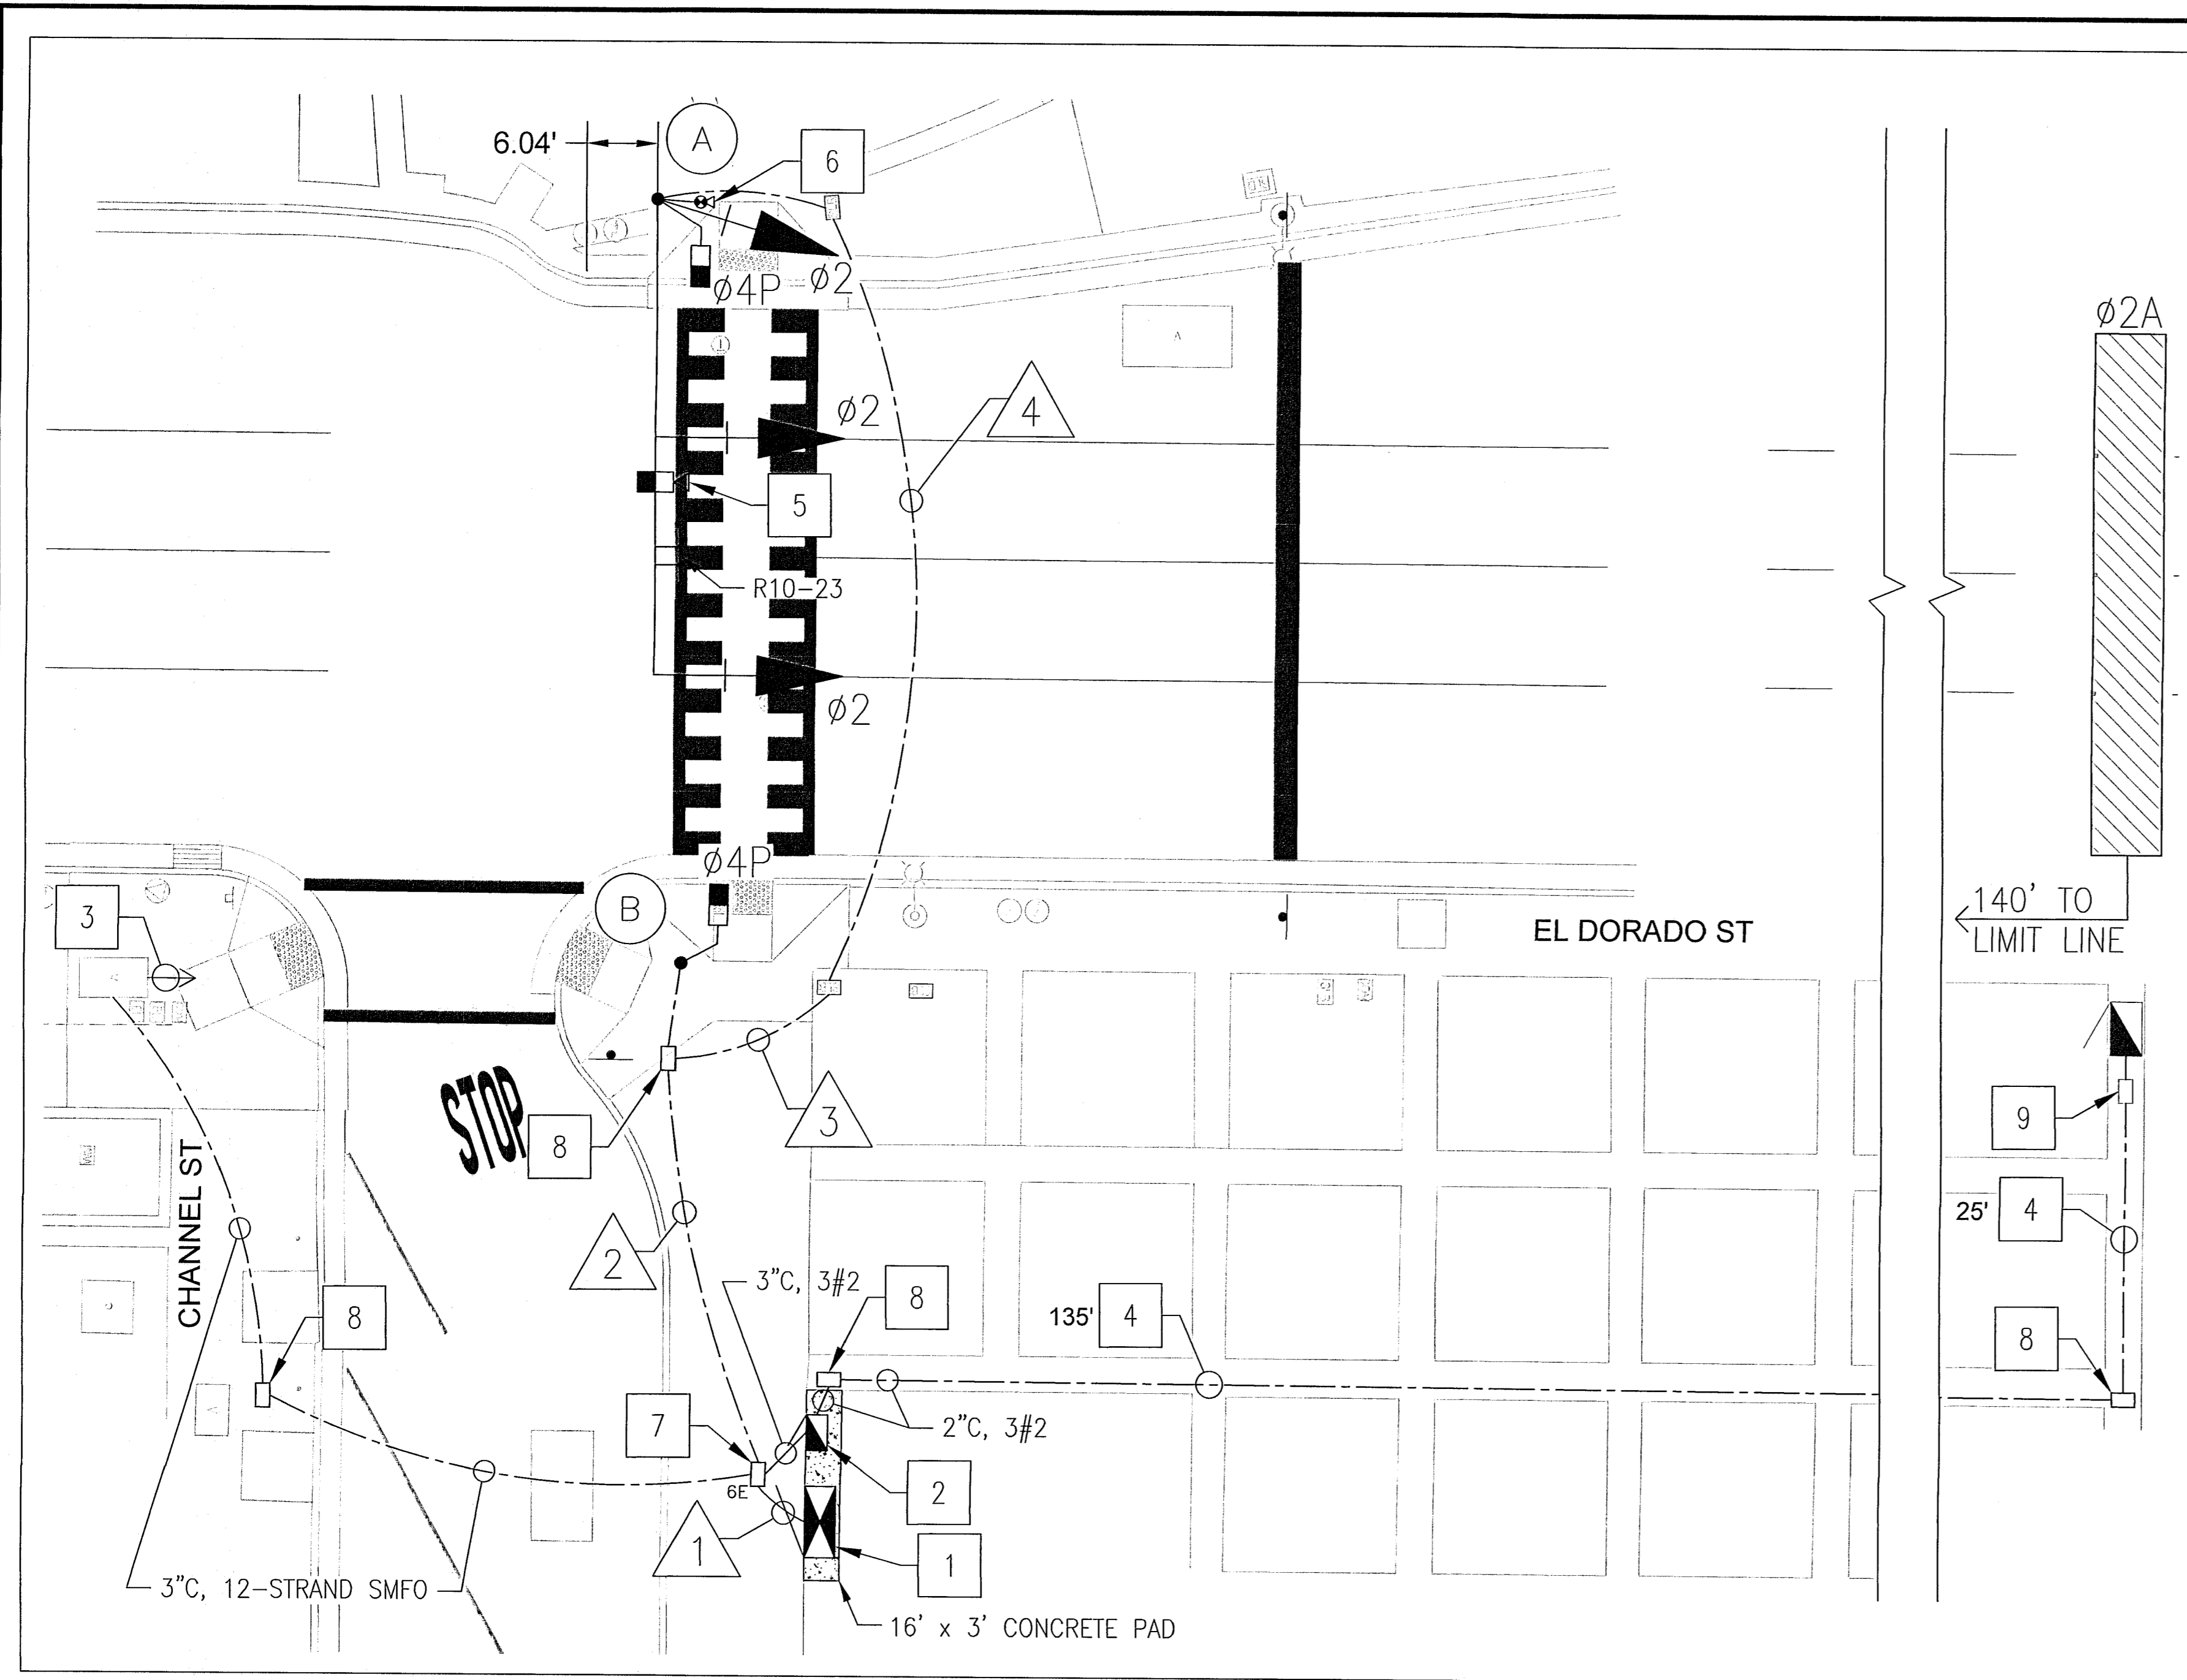 6.04'
A
6
ø4P
ø2
ø2A
ø2
4
5
R10-23
ø2
ø4P
B
3
EL DORADO ST
140' TO
LIMIT LINE
STOP
8
3
9
CHANNEL ST
2
25'
4
3"C, 3#2
8
135'
4
8
8
7
2"C, 3#2
6E
2
1
1
3"C, 12-STRAND SMFO
16' x 3' CONCRETE PAD